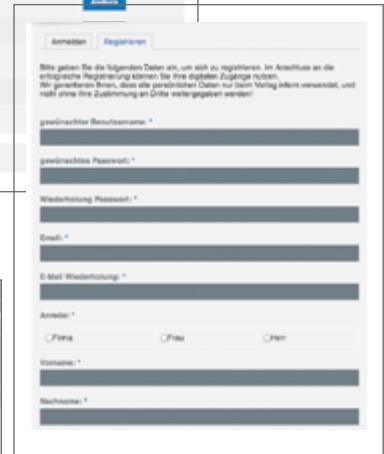 Anmelden Registrieren
Bitte geben Sie die folgenden Daten ein, um sich zu registrieren. Im Anschluss an die
erfolgreiche Registrierung können Sie Ihre digitalen Zugänge nutzen.
Wir garantieren Ihnen, dass alle persönlichen Daten nur beim Verlag intern verwendet, und
nicht ohne Ihre Zustimmung an Dritte weitergegeben werden!
gewünschter Benutzername: *
gewünschtes Passwort: *
Wiederholung Passwort: *
Email: *
E-Mail Wiederholung: *
Anrede: *
Firma Frau Herr
Vorname: *
Nachname: *